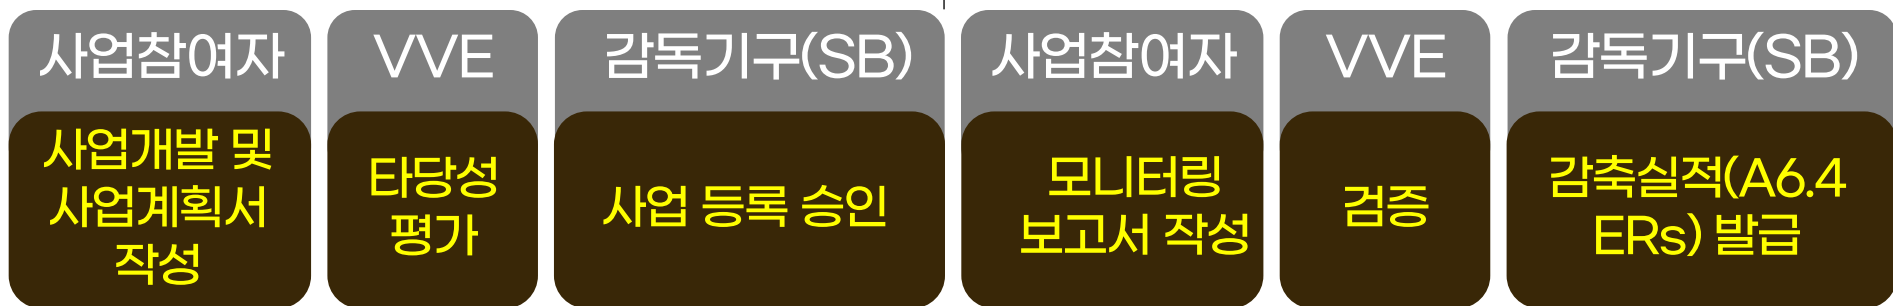 사업참여자
사업개발 및
사업계획서
작성
VVE
타당성
평가
감독기구(SB)
사업 등록 승인
사업참여자
모니터링
보고서 작성
VVE
검증
감독기구(SB)
감축실적(A6.4
ERs) 발급